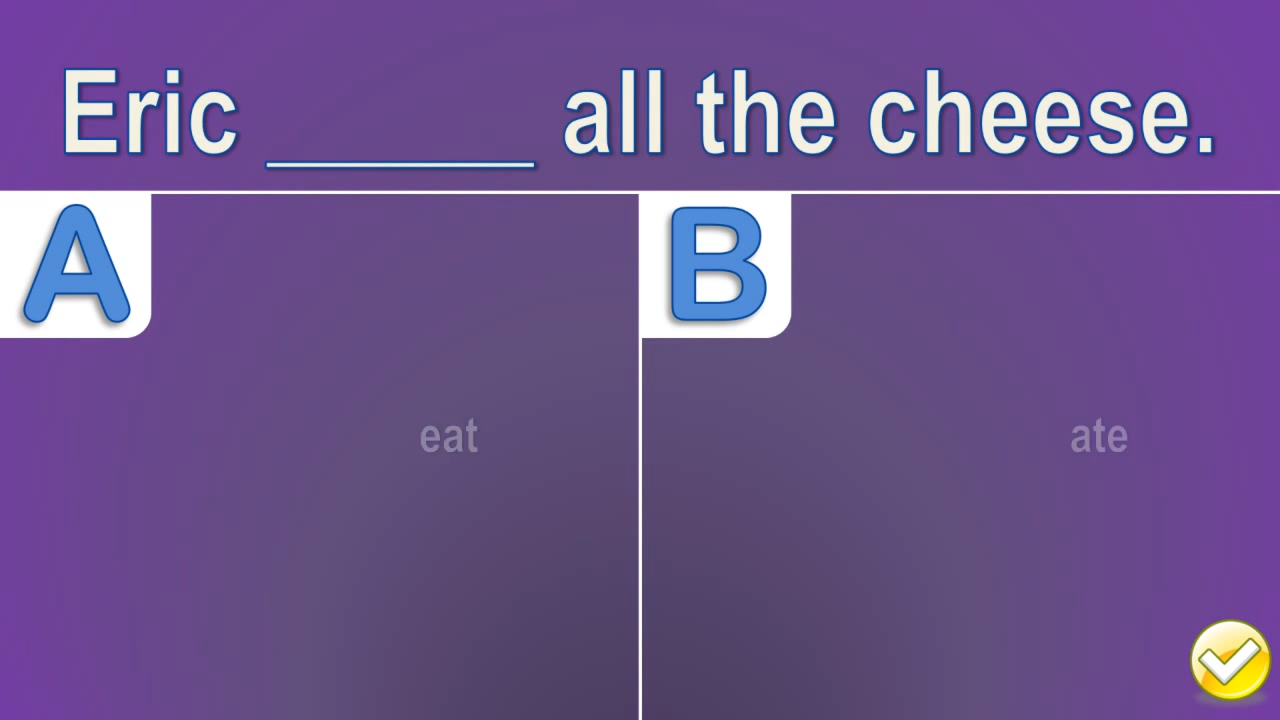 Eric ______ all the cheese.
A
B
eat
ate